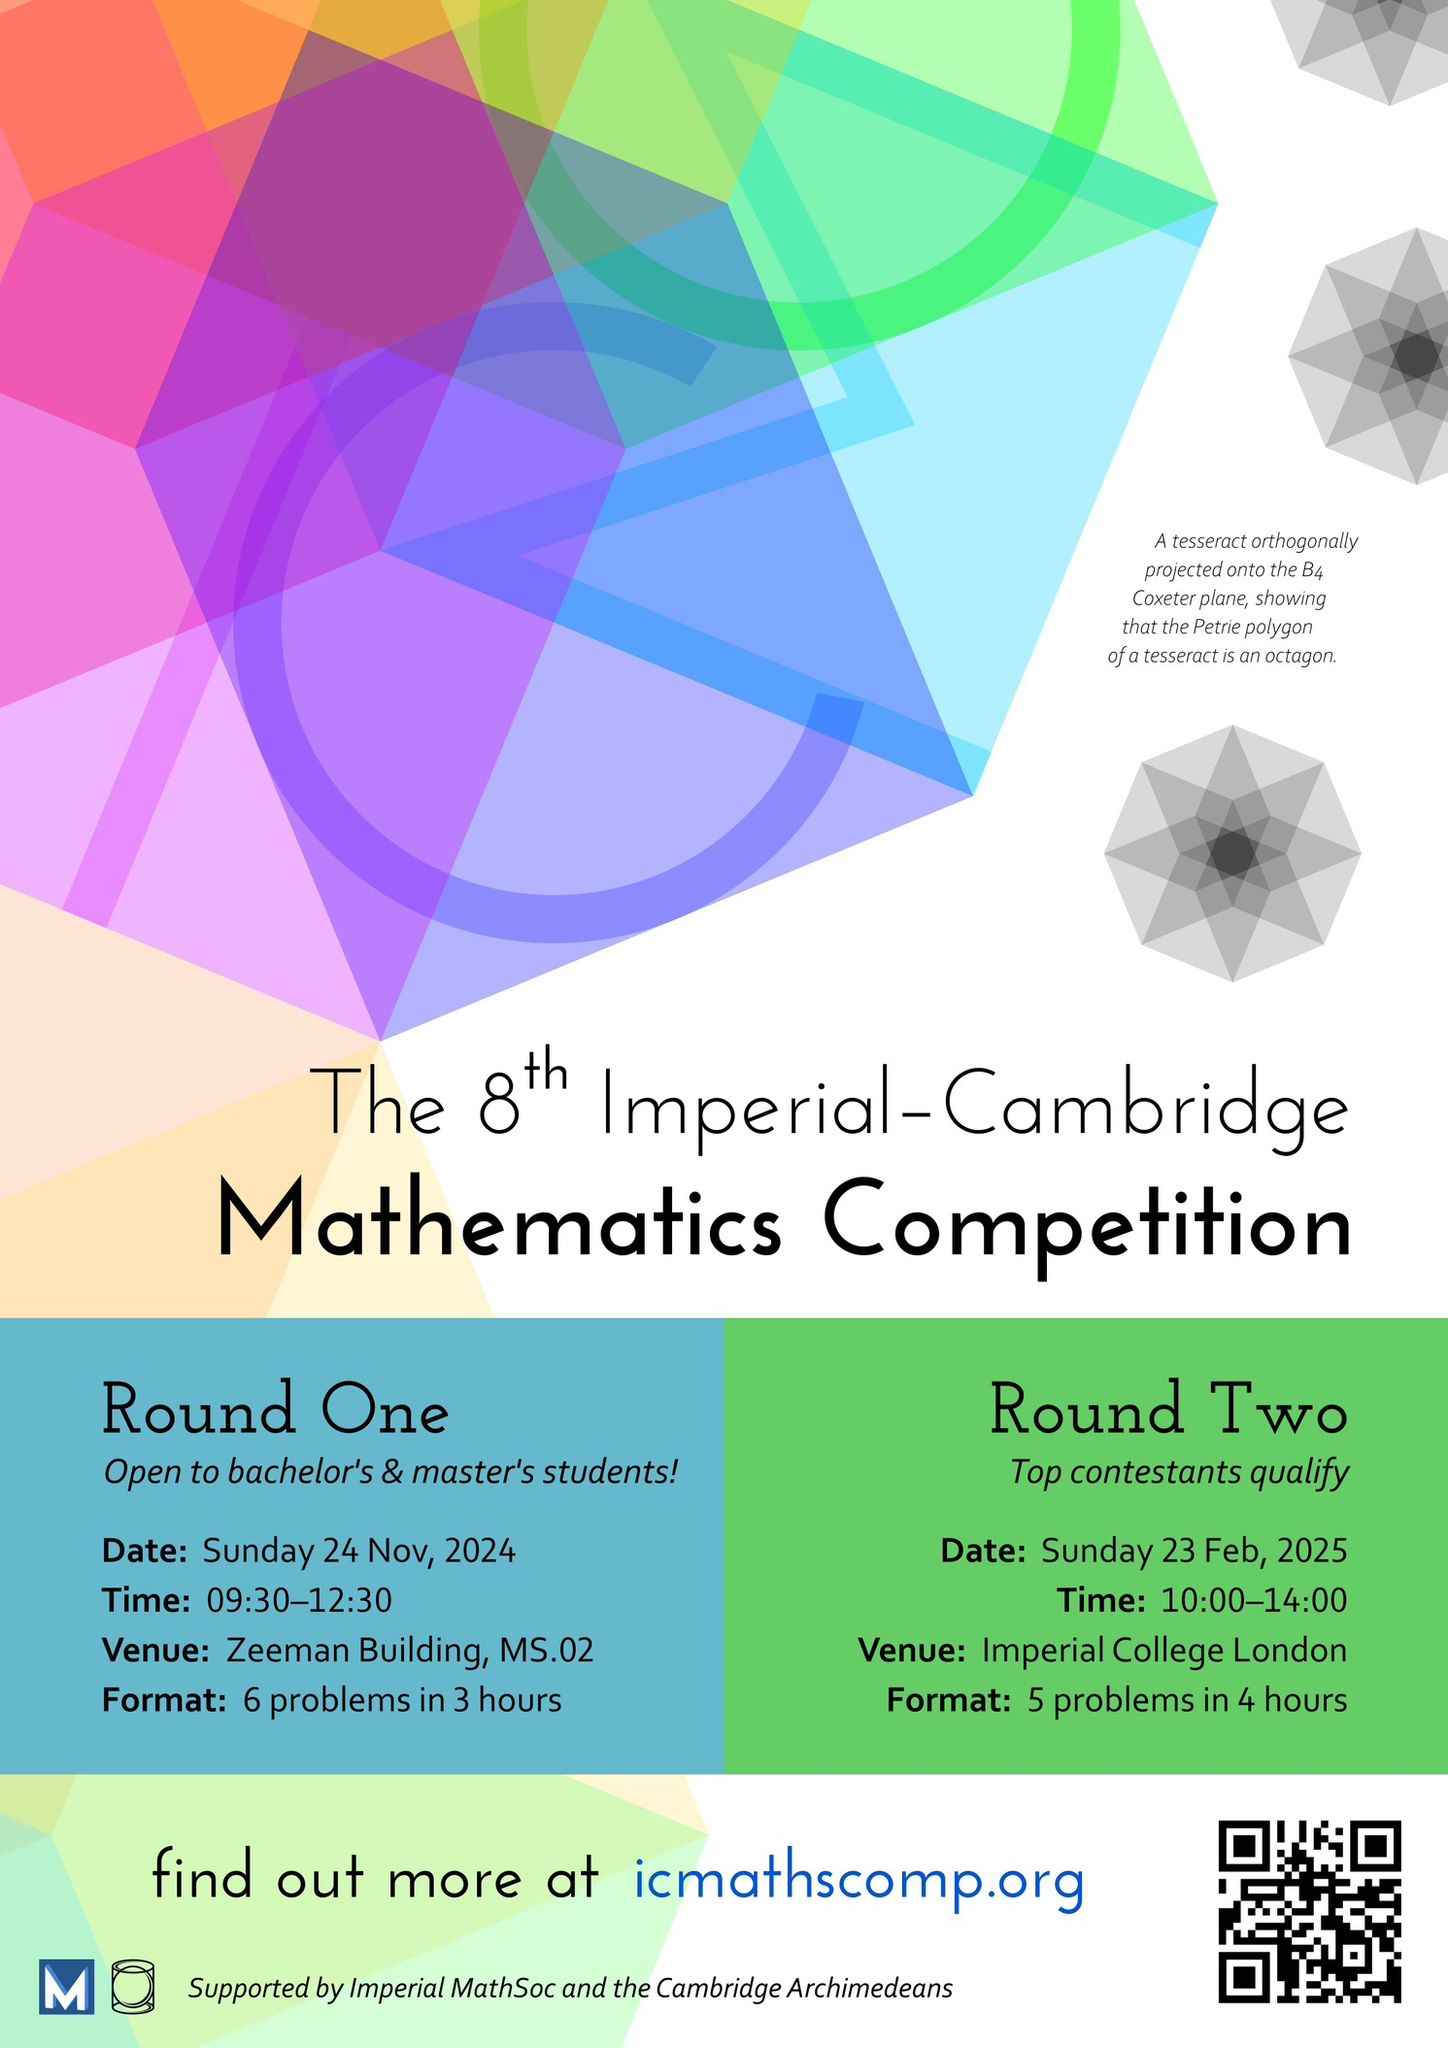 A tesseract orthogonally
projected onto the B4
Coxeter plane, showing
that the Petrie polygon
of a tesseract is an octagon.
The 8th Imperial–Cambridge
Mathematics Competition
Round One
Open to bachelor's & master's students!
Date: Sunday 24 Nov, 2024
Time: 09:30–12:30
Venue: Zeeman Building, MS.02
Format: 6 problems in 3 hours
Round Two
Top contestants qualify
Date: Sunday 23 Feb, 2025
Time: 10:00–14:00
Venue: Imperial College London
Format: 5 problems in 4 hours
find out more at icmathscomp.org
M
Supported by Imperial MathSoc and the Cambridge Archimedeans